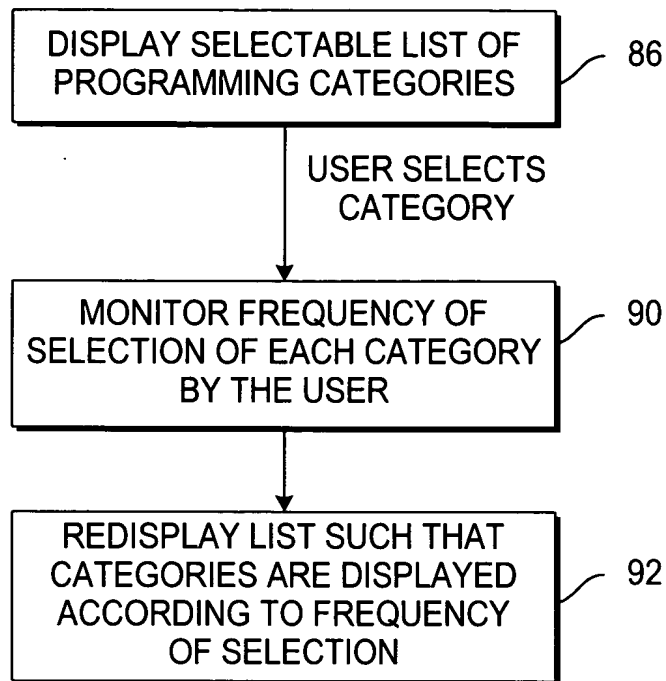 DISPLAY SELECTABLE LIST OF
PROGRAMMING CATEGORIES
86
USER SELECTS
CATEGORY
MONITOR FREQUENCY OF
SELECTION OF EACH CATEGORY
BY THE USER
90
REDISPLAY LIST SUCH THAT
CATEGORIES ARE DISPLAYED
ACCORDING TO FREQUENCY
OF SELECTION
92